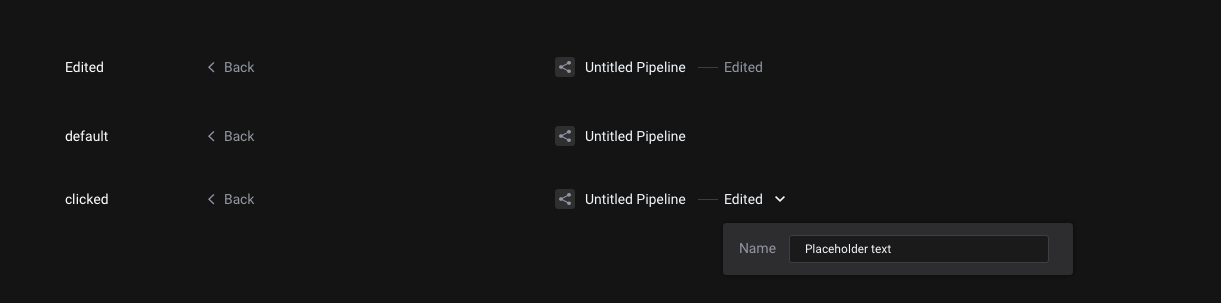 Edited Back Untitled Pipeline Edited
default Back Untitled Pipeline
clicked Back Untitled Pipeline Edited
Name Placeholder text